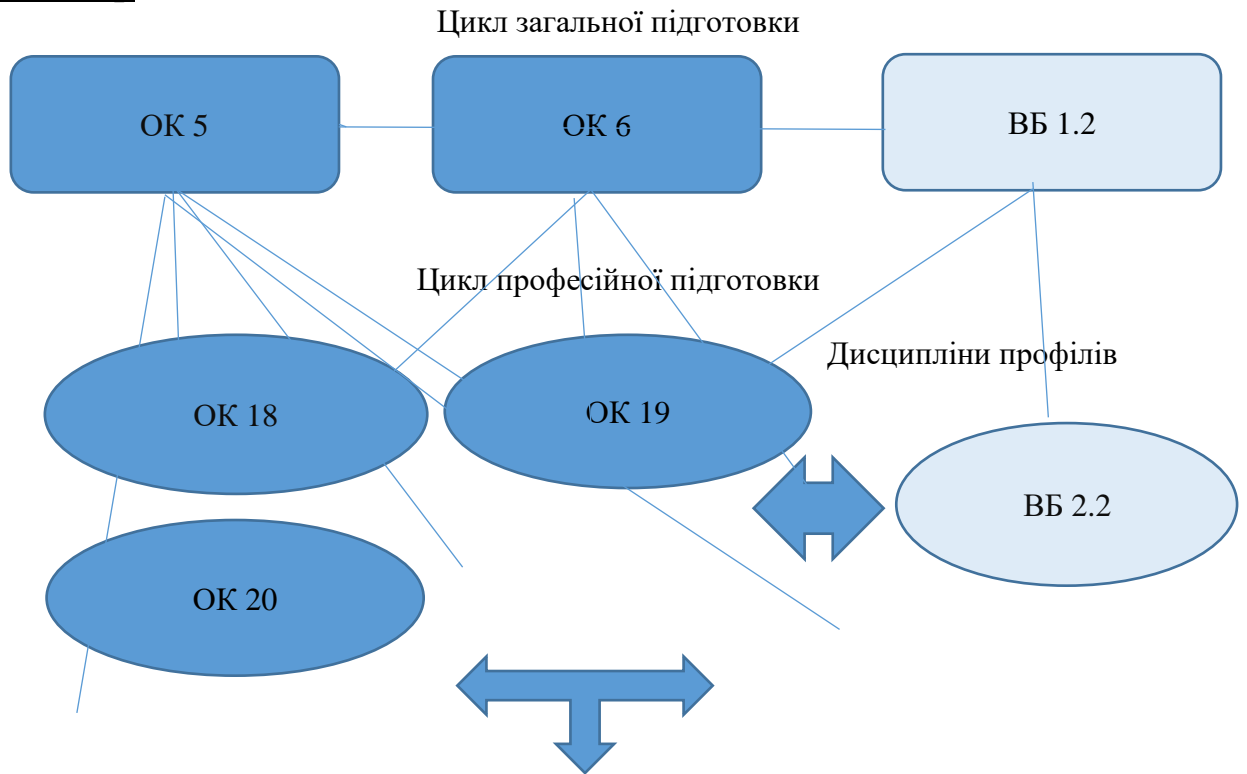 Цикл загальної підготовки
ОК 5
ОК 6
ВБ 1.2
Цикл професійної підготовки
Дисципліни профілів
ОК 18
ОК 19
ВБ 2.2
ОК 20